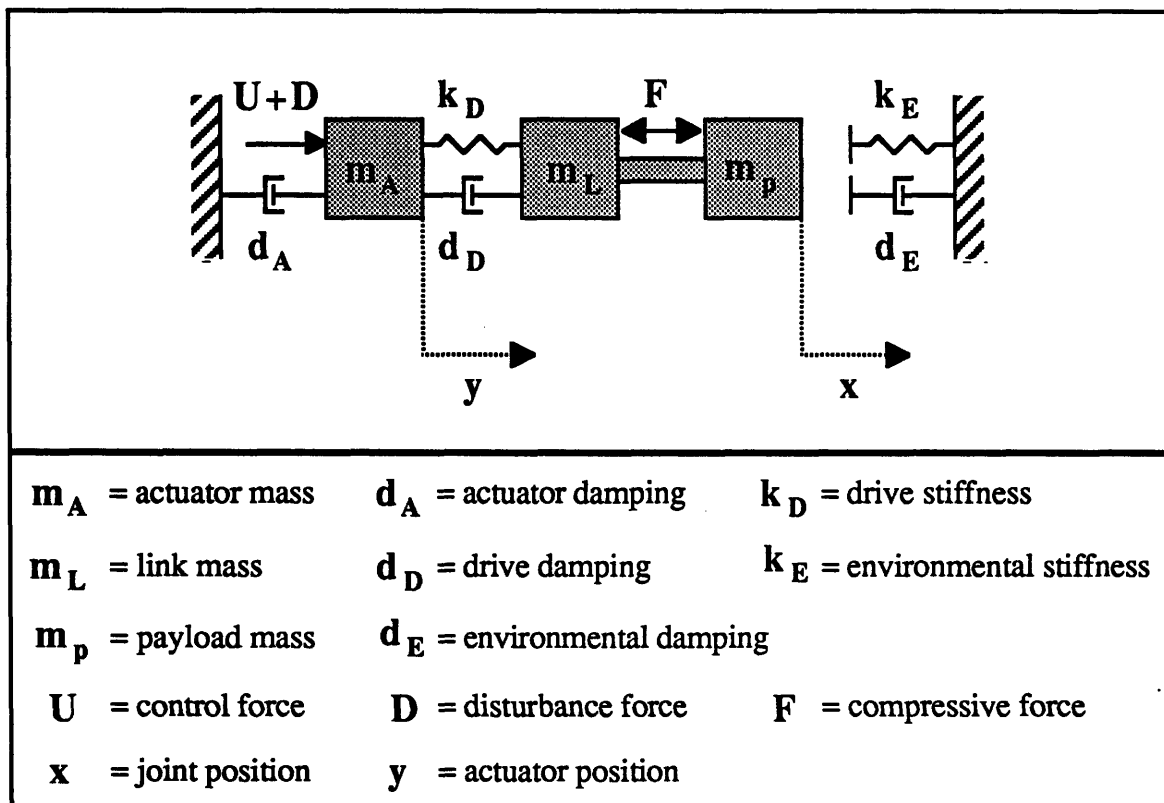 U+D k D F k E
m A m L m p
d A d D d E
y x
m A = actuator mass d A = actuator damping k D = drive stiffness
m L = link mass d D = drive damping k E = environmental stiffness
m p = payload mass d E = environmental damping
U = control force D = disturbance force F = compressive force
x = joint position y = actuator position